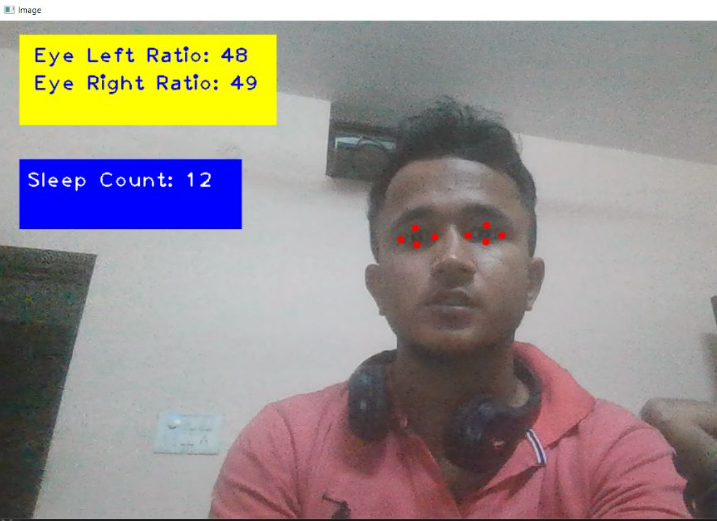 Image
Eye Left Ratio: 48
Eye Right Ratio: 49
Sleep Count: 12